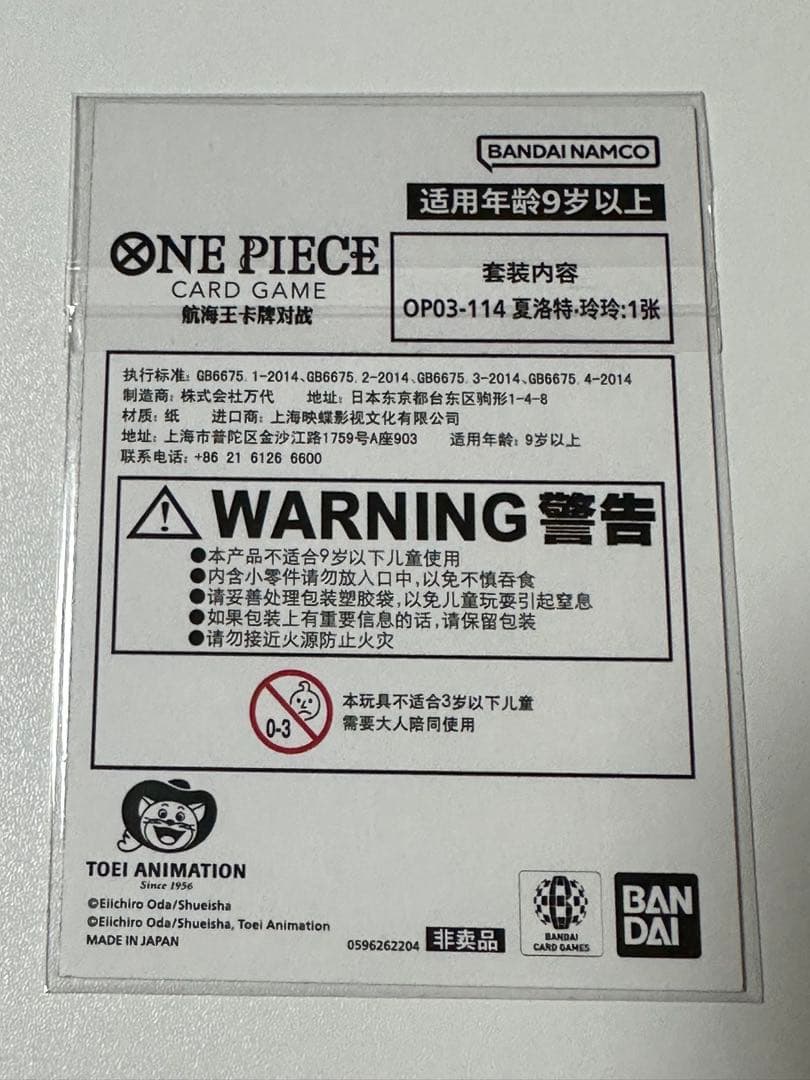 BANDAI NAMCO
适用年龄9岁以上
ONE PIECE
CARD GAME
航海王卡牌对战
套装内容
OP03-114 夏洛特·玲玲:1张
执行标准: GB6675.1-2014、GB6675.2-2014、GB6675.3-2014、GB6675.4-2014
制造商: 株式会社万代 地址: 日本东京都台东区驹形1-4-8
材质: 纸 进口商: 上海映蝶影视文化有限公司
地址: 上海市普陀区金沙江路1759号A座903 适用年龄: 9岁以上
联系电话: +86 21 6126 6600
WARNING 警告
●本产品不适合9岁以下儿童使用
●内含小零件请勿放入口中,以免不慎吞食
●请妥善处理包装塑胶袋,以免儿童玩耍引起窒息
●如果包装上有重要信息的话,请保留包装
●请勿接近火源防止火灾
0-3
本玩具不适合3岁以下儿童
需要大人陪同使用
TOEI ANIMATION
Since 1956
©Eiichiro Oda/Shueisha
©Eiichiro Oda/Shueisha, Toei Animation
MADE IN JAPAN
0596262204 非卖品
BANDAI
CARD GAMES
BAN
DAI